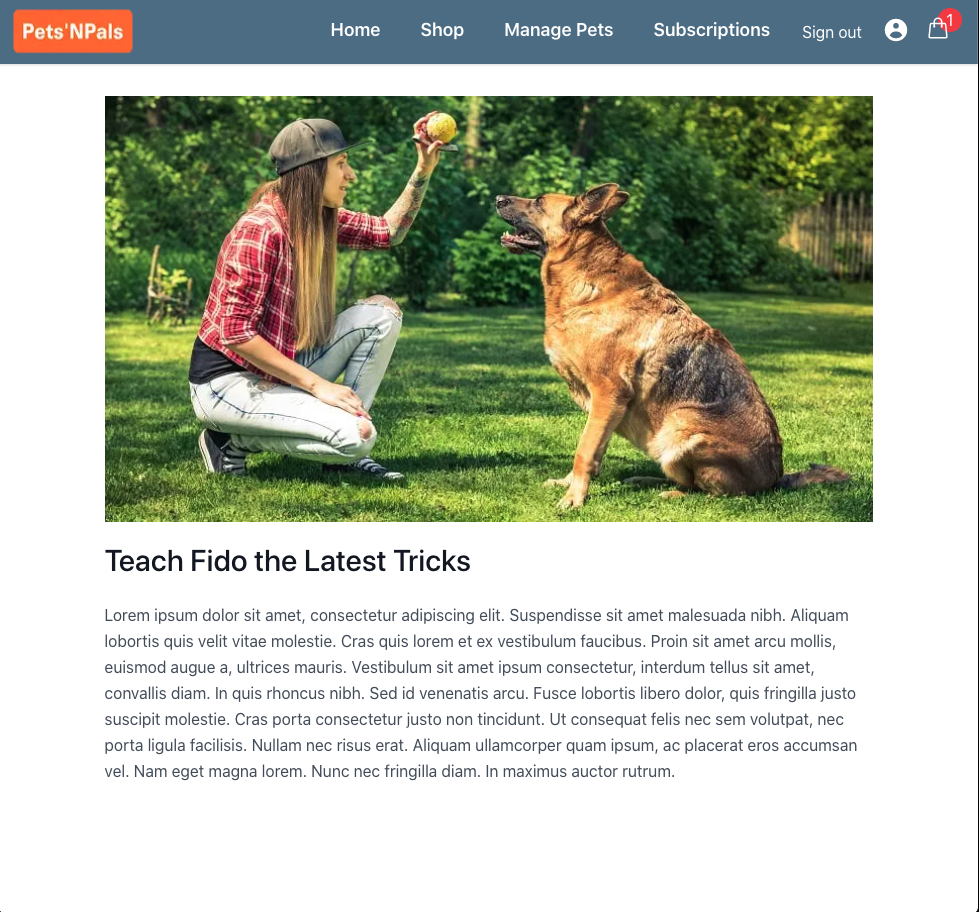 Pets'NPals
Home Shop Manage Pets Subscriptions Sign out 1
Teach Fido the Latest Tricks
Lorem ipsum dolor sit amet, consectetur adipiscing elit. Suspendisse sit amet malesuada nibh. Aliquam
lobortis quis velit vitae molestie. Cras quis lorem et ex vestibulum faucibus. Proin sit amet arcu mollis,
euismod augue a, ultrices mauris. Vestibulum sit amet ipsum consectetur, interdum tellus sit amet,
convallis diam. In quis rhoncus nibh. Sed id venenatis arcu. Fusce lobortis libero dolor, quis fringilla justo
suscipit molestie. Cras porta consectetur justo non tincidunt. Ut consequat felis nec sem volutpat, nec
porta ligula facilisis. Nullam nec risus erat. Aliquam ullamcorper quam ipsum, ac placerat eros accumsan
vel. Nam eget magna lorem. Nunc nec fringilla diam. In maximus auctor rutrum.